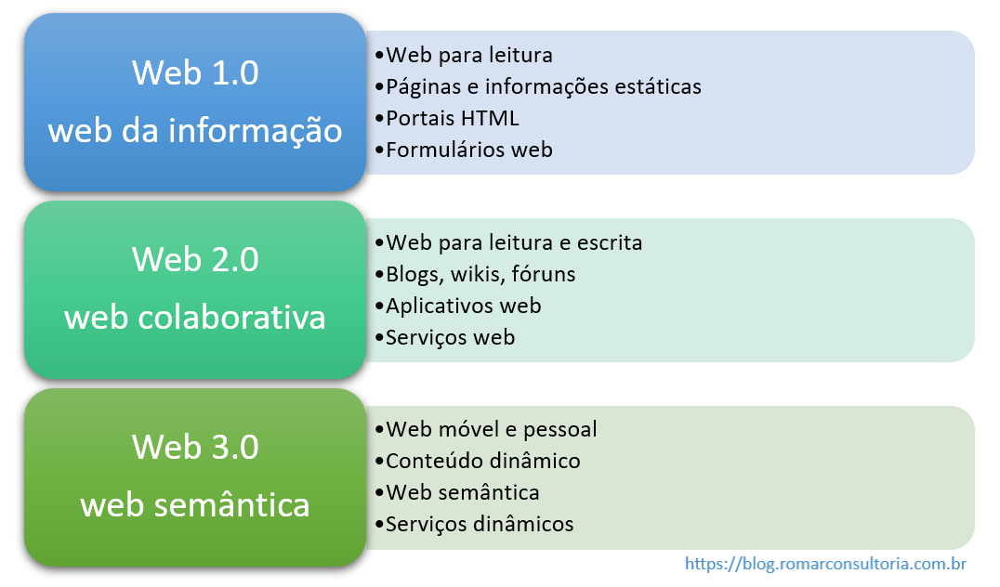 Web 1.0
web da informação
•Web para leitura
•Páginas e informações estáticas
•Portais HTML
•Formulários web
Web 2.0
web colaborativa
•Web para leitura e escrita
•Blogs, wikis, fóruns
•Aplicativos web
•Serviços web
Web 3.0
web semântica
•Web móvel e pessoal
•Conteúdo dinâmico
•Web semântica
•Serviços dinâmicos
https://blog.romarconsultoria.com.br